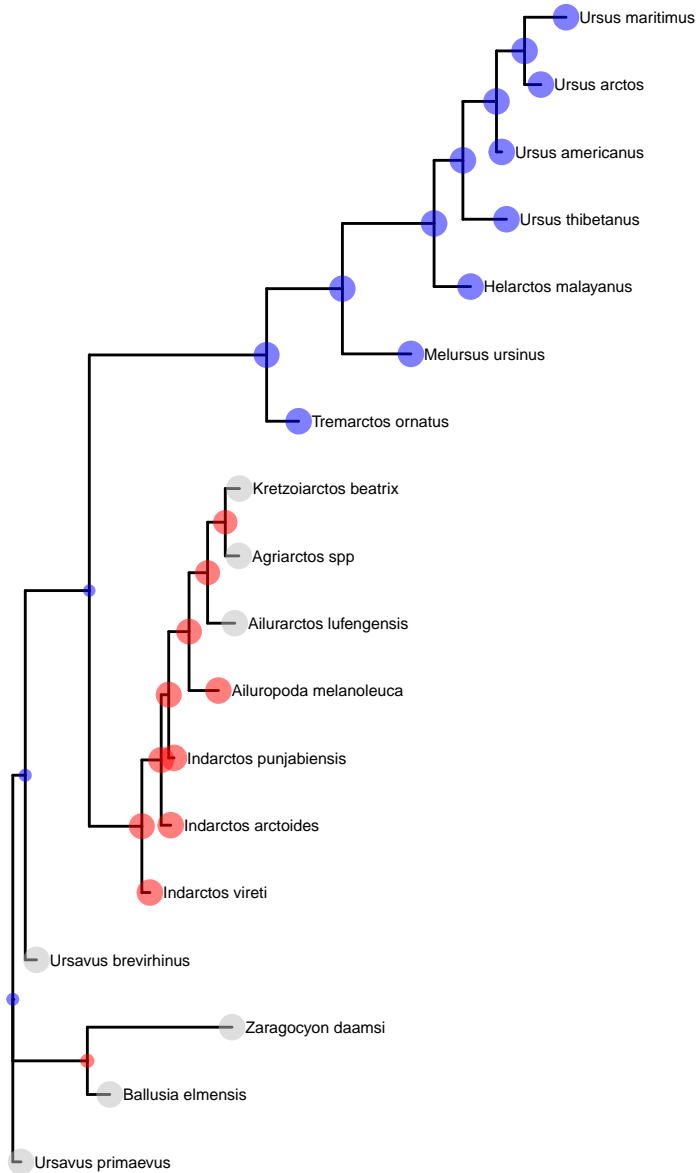 Ursus maritimus
Ursus arctos
Ursus americanus
Ursus thibetanus
Helarctos malayanus
Melursus ursinus
Tremarctos ornatus
Kretzoiarctos beatrix
Agriarctos spp
Ailurarctos lufengensis
Ailuropoda melanoleuca
Indarctos punjabiensis
Indarctos arctoides
Indarctos vireti
Ursavus brevirhinus
Zaragocyon daamsi
Ballusia elmensis
Ursavus primaevus